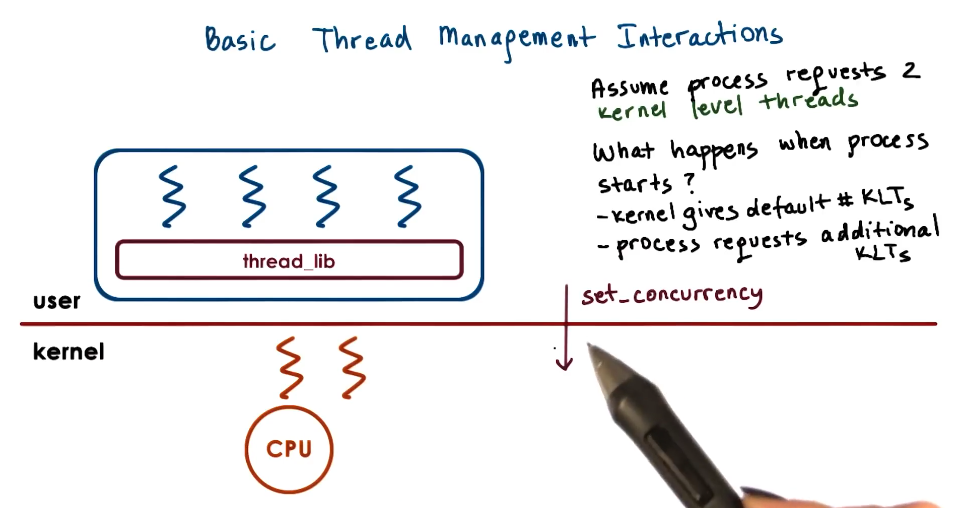 Basic Thread Management Interactions
Assume process requests 2
kernel level threads
What happens when process
starts?
-kernel gives default # KLTs
-process requests additional
KLTs
thread_lib
user
set_concurrency
kernel
CPU